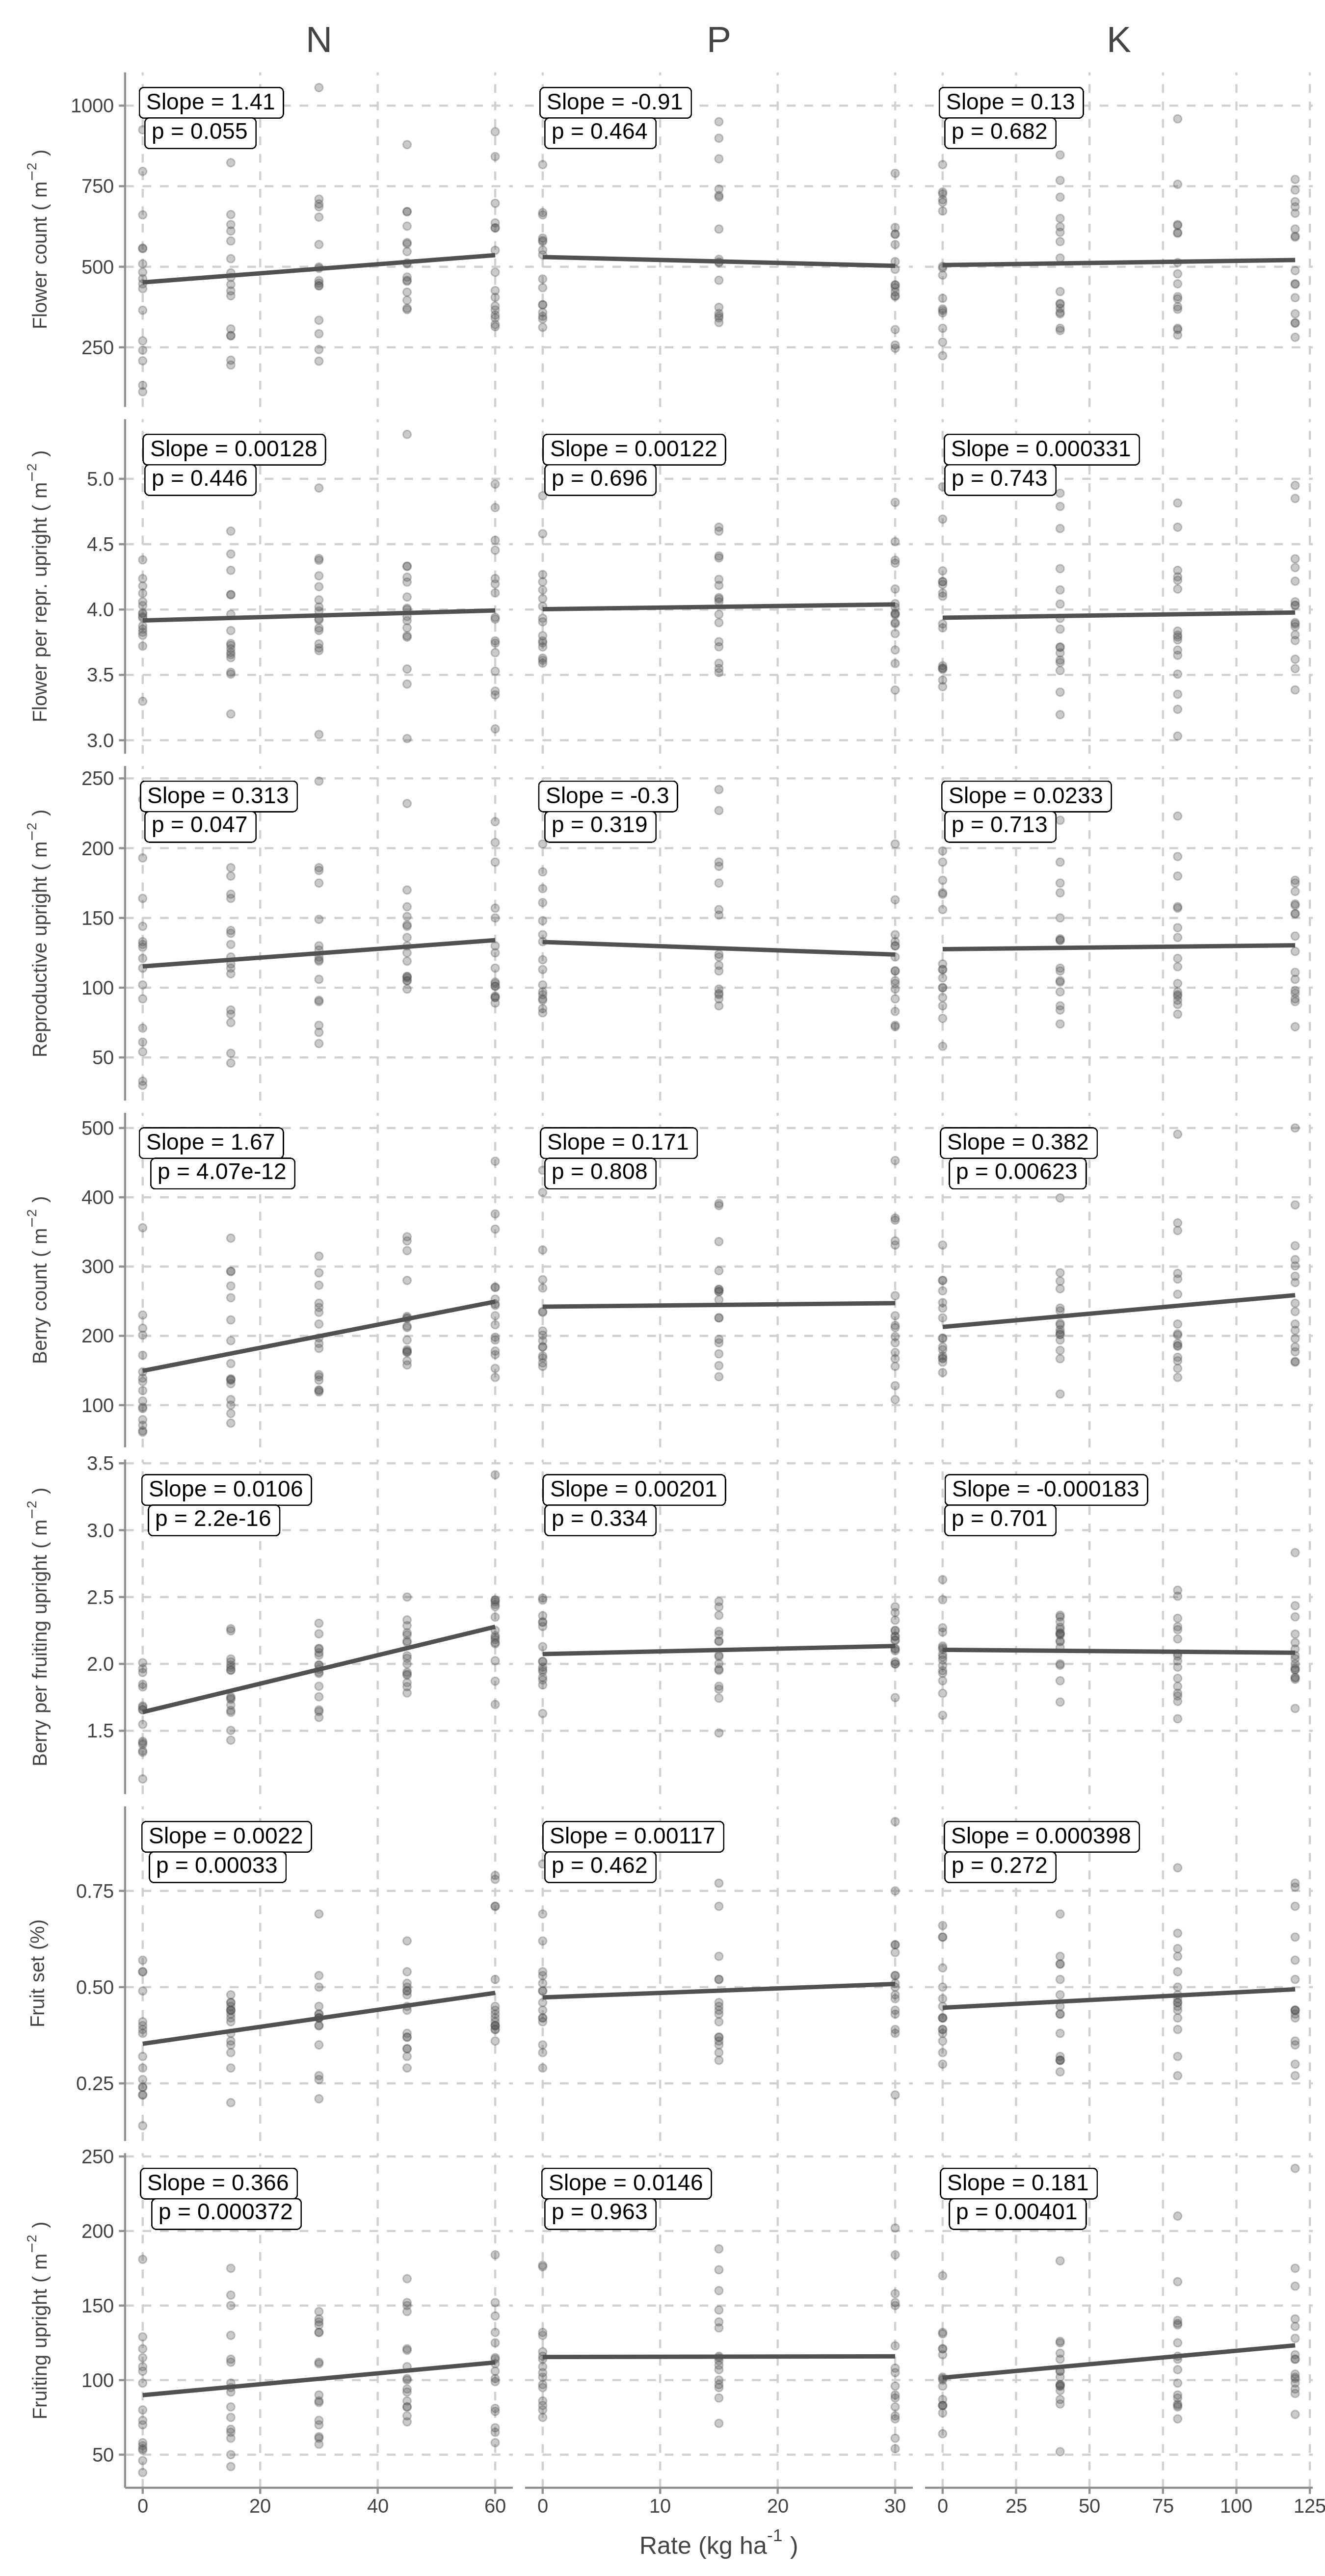 N P K
Flower count ( m−2 )
1000
750
500
250
Slope = 1.41
p = 0.055
Slope = -0.91
p = 0.464
Slope = 0.13
p = 0.682
Flower per repr. upright ( m−2 )
5.0
4.5
4.0
3.5
3.0
Slope = 0.00128
p = 0.446
Slope = 0.00122
p = 0.696
Slope = 0.000331
p = 0.743
Reproductive upright ( m−2 )
250
200
150
100
50
Slope = 0.313
p = 0.047
Slope = -0.3
p = 0.319
Slope = 0.0233
p = 0.713
Berry count ( m−2 )
500
400
300
200
100
Slope = 1.67
p = 4.07e-12
Slope = 0.171
p = 0.808
Slope = 0.382
p = 0.00623
Berry per fruiting upright ( m−2 )
3.5
3.0
2.5
2.0
1.5
Slope = 0.0106
p = 2.2e-16
Slope = 0.00201
p = 0.334
Slope = -0.000183
p = 0.701
Fruit set (%)
0.75
0.50
0.25
Slope = 0.0022
p = 0.00033
Slope = 0.00117
p = 0.462
Slope = 0.000398
p = 0.272
Fruiting upright ( m−2 )
250
200
150
100
50
Slope = 0.366
p = 0.000372
Slope = 0.0146
p = 0.963
Slope = 0.181
p = 0.00401
0 20 40 60 0 10 20 30 0 25 50 75 100 125
Rate (kg ha-1 )